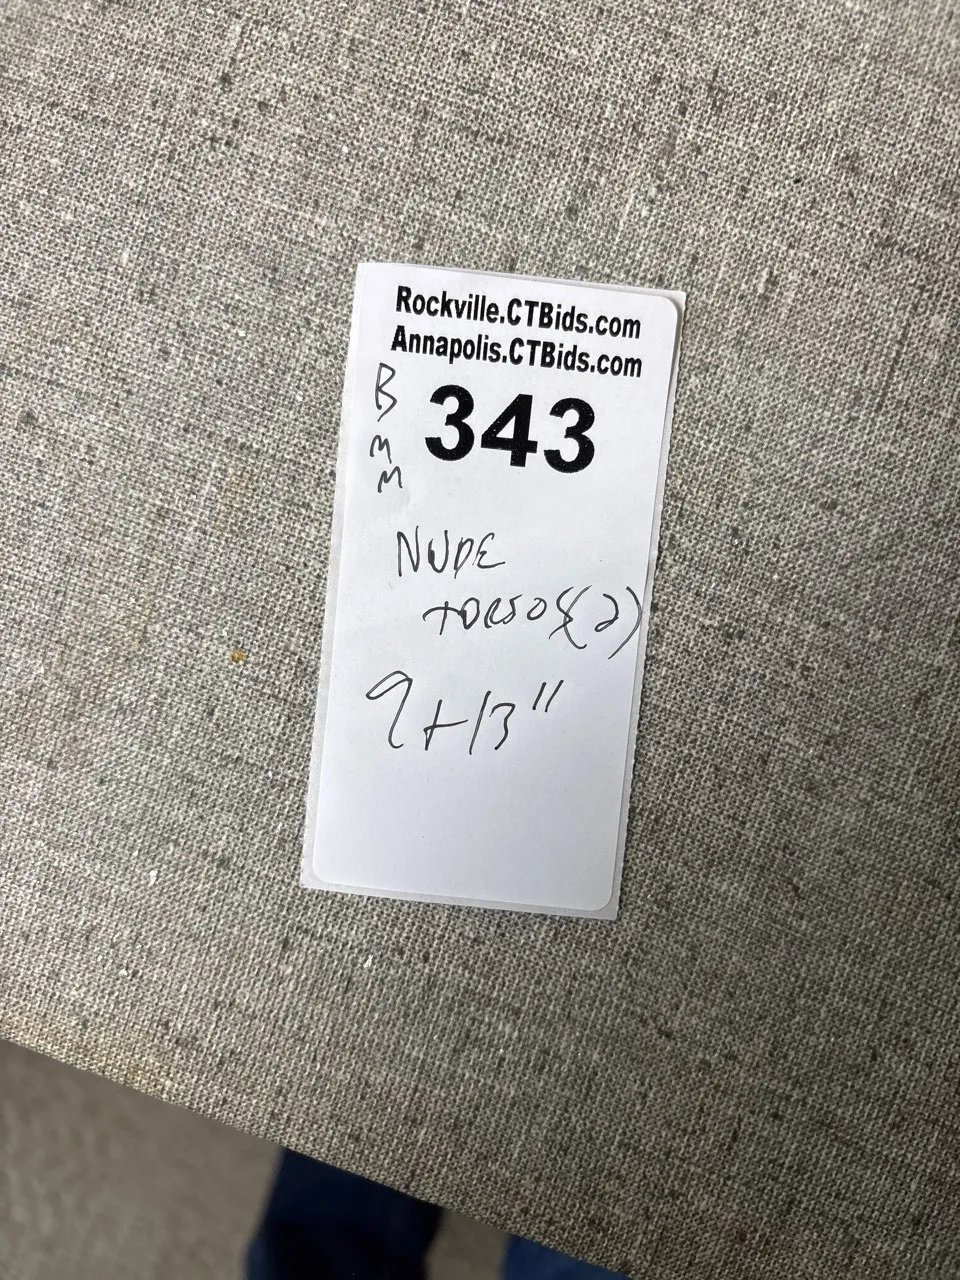 Rockville.CTBids.com
Annapolis.CTBids.com
343
B
M
M
NUDE
TORSOS(2)
9+13"